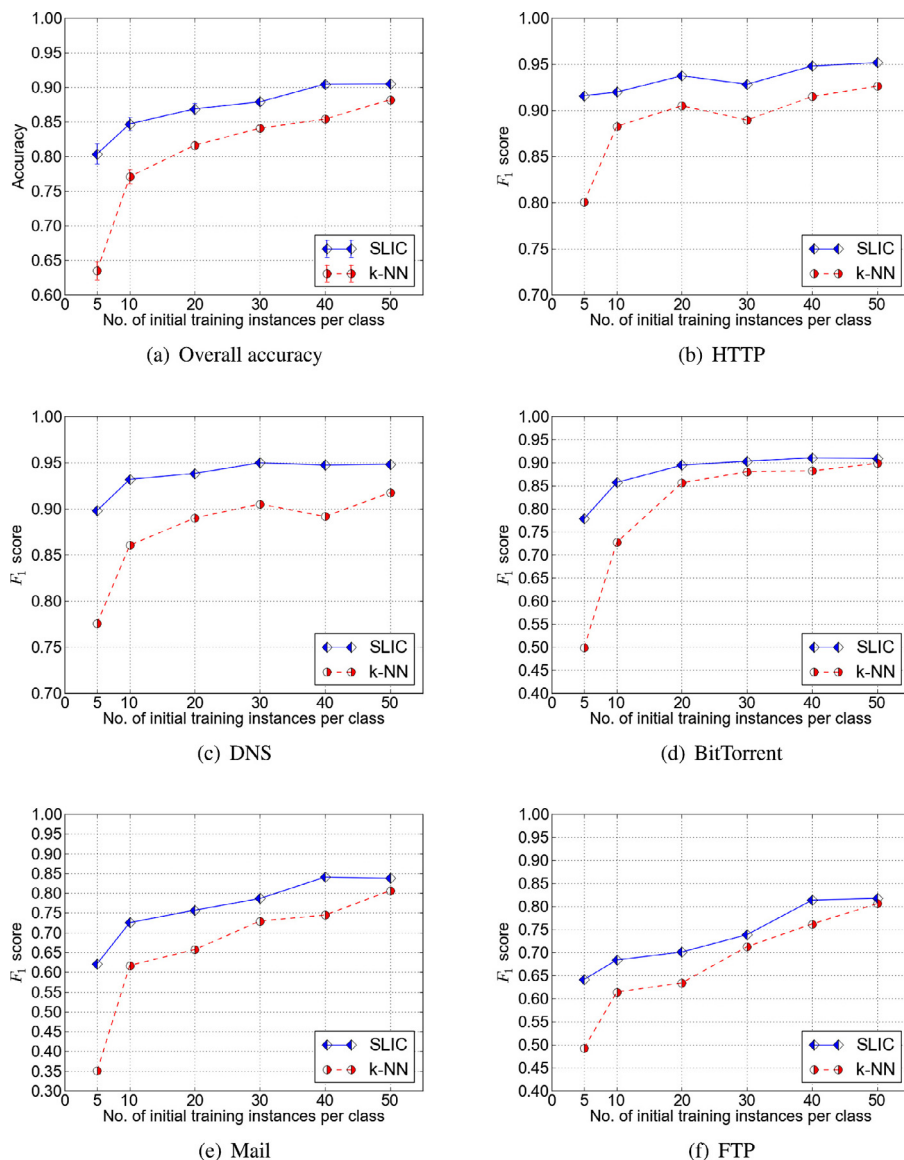 1.00
0.95
0.90
0.85
0.80
0.75
0.70
0.65
0.60
Accuracy
SLIC
k-NN
0 5 10 20 30 40 50
No. of initial training instances per class
(a) Overall accuracy
1.00
0.95
0.90
0.85
0.80
0.75
0.70
F1 score
SLIC
k-NN
0 5 10 20 30 40 50
No. of initial training instances per class
(b) HTTP
1.00
0.95
0.90
0.85
0.80
0.75
0.70
F1 score
SLIC
k-NN
0 5 10 20 30 40 50
No. of initial training instances per class
(c) DNS
1.00
0.95
0.90
0.85
0.80
0.75
0.70
0.65
0.60
0.55
0.50
0.45
0.40
F1 score
SLIC
k-NN
0 5 10 20 30 40 50
No. of initial training instances per class
(d) BitTorrent
1.00
0.95
0.90
0.85
0.80
0.75
0.70
0.65
0.60
0.55
0.50
0.45
0.40
0.35
0.30
F1 score
SLIC
k-NN
0 5 10 20 30 40 50
No. of initial training instances per class
(e) Mail
1.00
0.95
0.90
0.85
0.80
0.75
0.70
0.65
0.60
0.55
0.50
0.45
0.40
F1 score
SLIC
k-NN
0 5 10 20 30 40 50
No. of initial training instances per class
(f) FTP